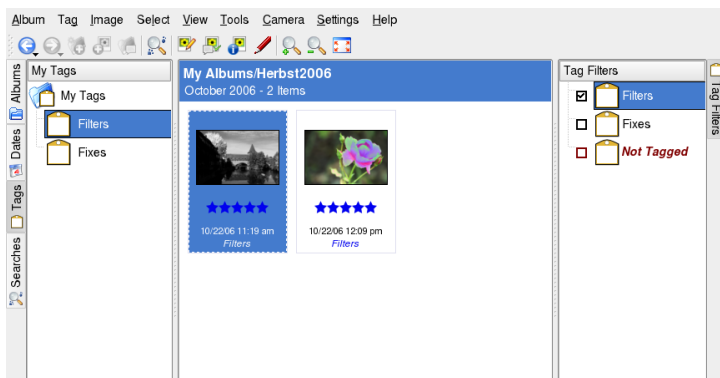 Album Tag Image Select View Tools Camera Settings Help
Albums
Dates
Tags
Searches
My Tags
My Tags
Filters
Fixes
My Albums/Herbst2006
October 2006 - 2 Items
10/22/06 11:19 am
Filters
10/22/06 12:09 pm
Filters
Tag Filters
Filters
Fixes
Not Tagged
Tag Filters